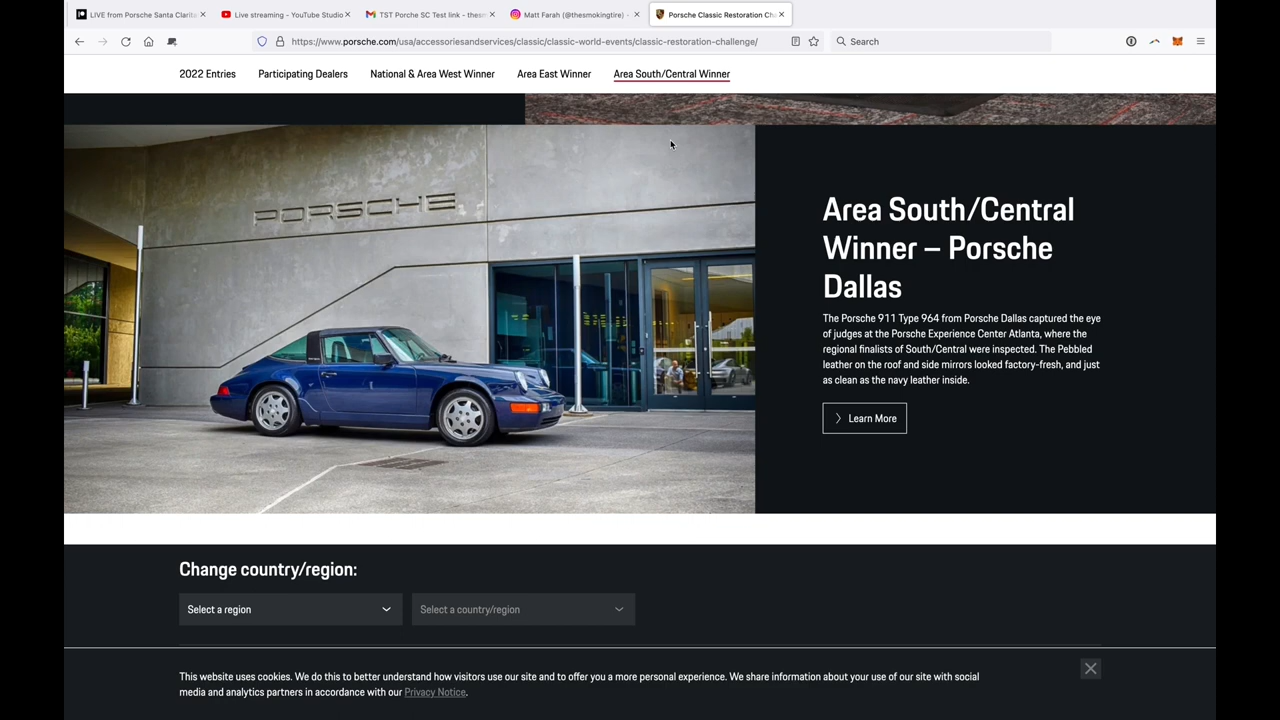 LIVE from Porsche Santa Clarita
Live streaming - YouTube Studio
TST Porche SC Test link - thesm
Matt Farah (@thesmokingtire) -
Porsche Classic Restoration Ch
https://www.porsche.com/usa/accessoriesandservices/classic/classic-world-events/classic-restoration-challenge/
Search
2022 Entries
Participating Dealers
National & Area West Winner
Area East Winner
Area South/Central Winner
PORSCHE
Area South/Central
Winner – Porsche
Dallas
The Porsche 911 Type 964 from Porsche Dallas captured the eye
of judges at the Porsche Experience Center Atlanta, where the
regional finalists of South/Central were inspected. The Pebbled
leather on the roof and side mirrors looked factory-fresh, and just
as clean as the navy leather inside.
Learn More
Change country/region:
Select a region
Select a country/region
This website uses cookies. We do this to better understand how visitors use our site and to offer you a more personal experience. We share information about your use of our site with social
media and analytics partners in accordance with our Privacy Notice.